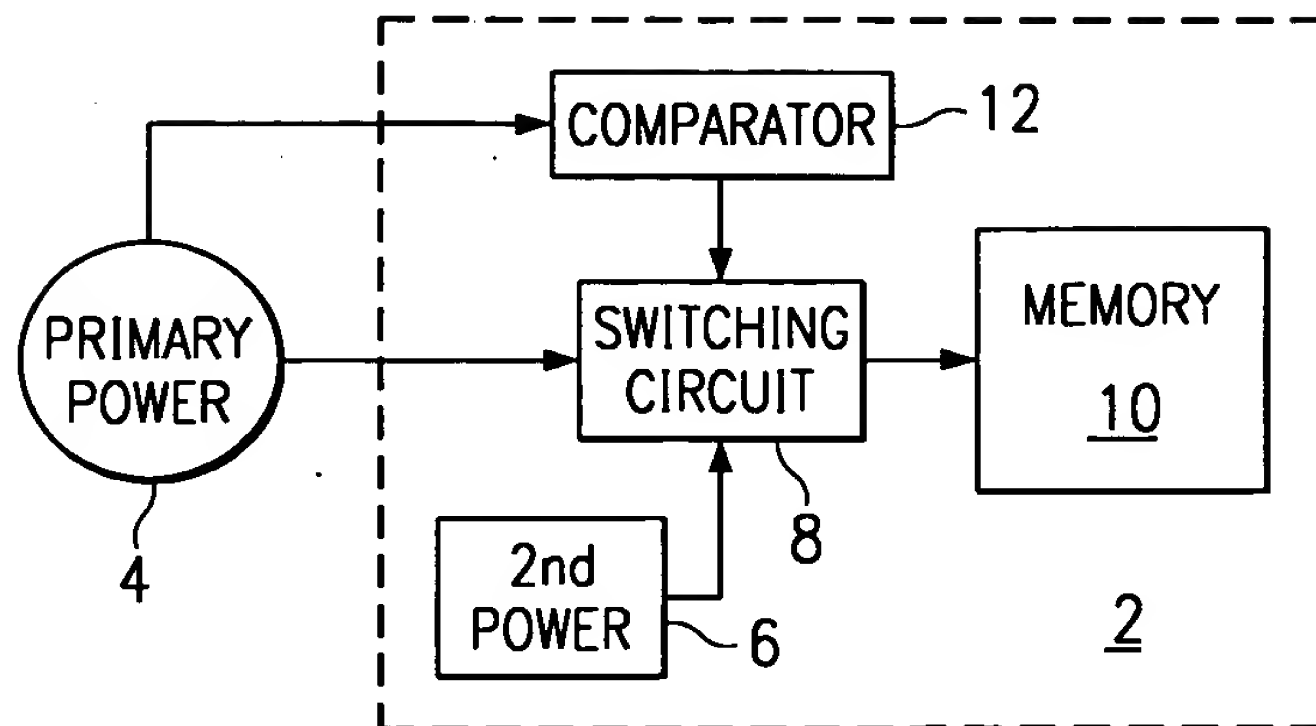 COMPARATOR
12
PRIMARY
POWER
4
SWITCHING
CIRCUIT
8
MEMORY
10
2nd
POWER
6
2